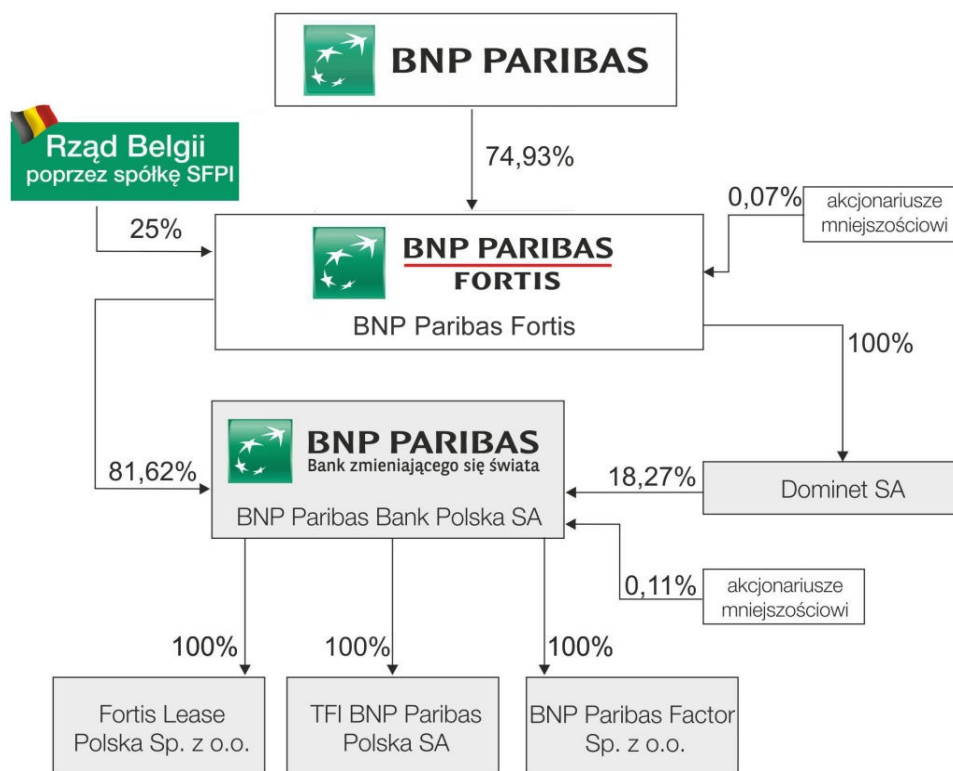 BNP PARIBAS
Rząd Belgii
poprzez spółkę SFPI
74,93%
25%
0,07%
akcjonariusze
mniejszościowi
BNP PARIBAS
FORTIS
BNP Paribas Fortis
100%
BNP PARIBAS
Bank zmieniającego się świata
BNP Paribas Bank Polska SA
81,62%
18,27%
Dominet SA
0,11%
akcjonariusze
mniejszościowi
100%
100%
100%
Fortis Lease
Polska Sp. z o.o.
TFI BNP Paribas
Polska SA
BNP Paribas Factor
Sp. z o.o.